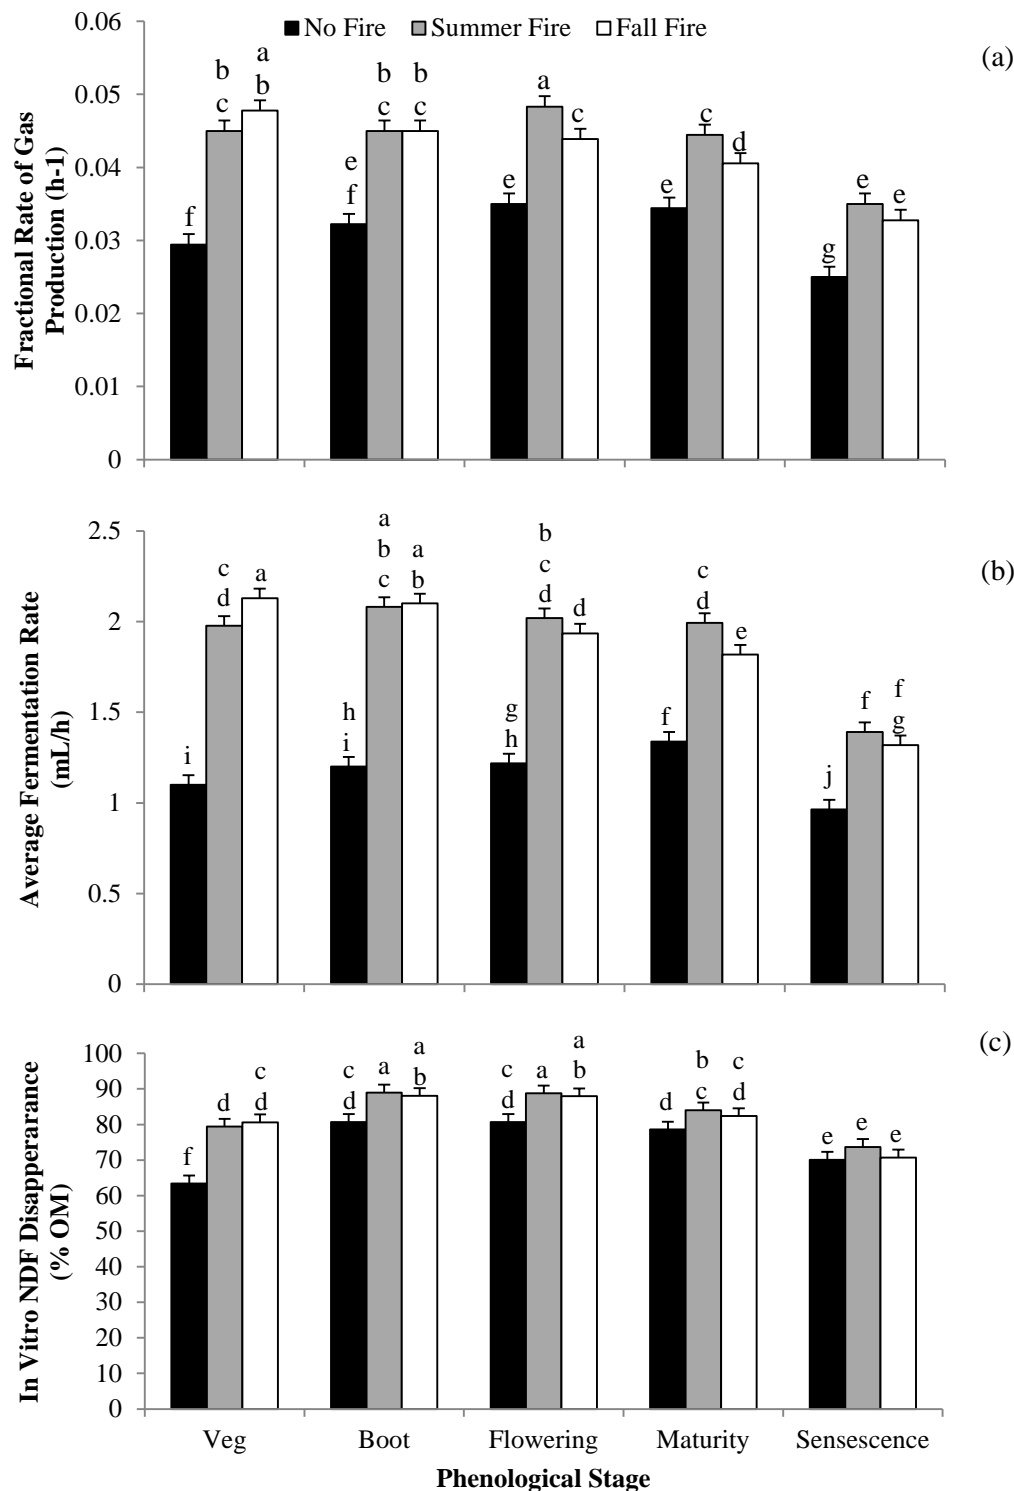 No Fire Summer Fire Fall Fire
(a)
Fractional Rate of Gas
Production (h-1)
0.06
0.05
0.04
0.03
0.02
0.01
0
f
b
c
a
b
e
f
b
c
b
c
e
a
c
e
c
d
g
e
e
(b)
Average Fermentation Rate
(mL/h)
2.5
2
1.5
1
0.5
0
i
c
d
a
h
i
a
b
c
a
b
g
h
b
c
d
d
f
c
d
e
j
f
f
g
(c)
In Vitro NDF Disapperarance
(% OM)
100
90
80
70
60
50
40
30
20
10
0
f
d
c
d
c
d
a
a
b
c
d
a
a
b
d
b
c
c
d
e
e
e
Veg Boot Flowering Maturity Sensescence
Phenological Stage